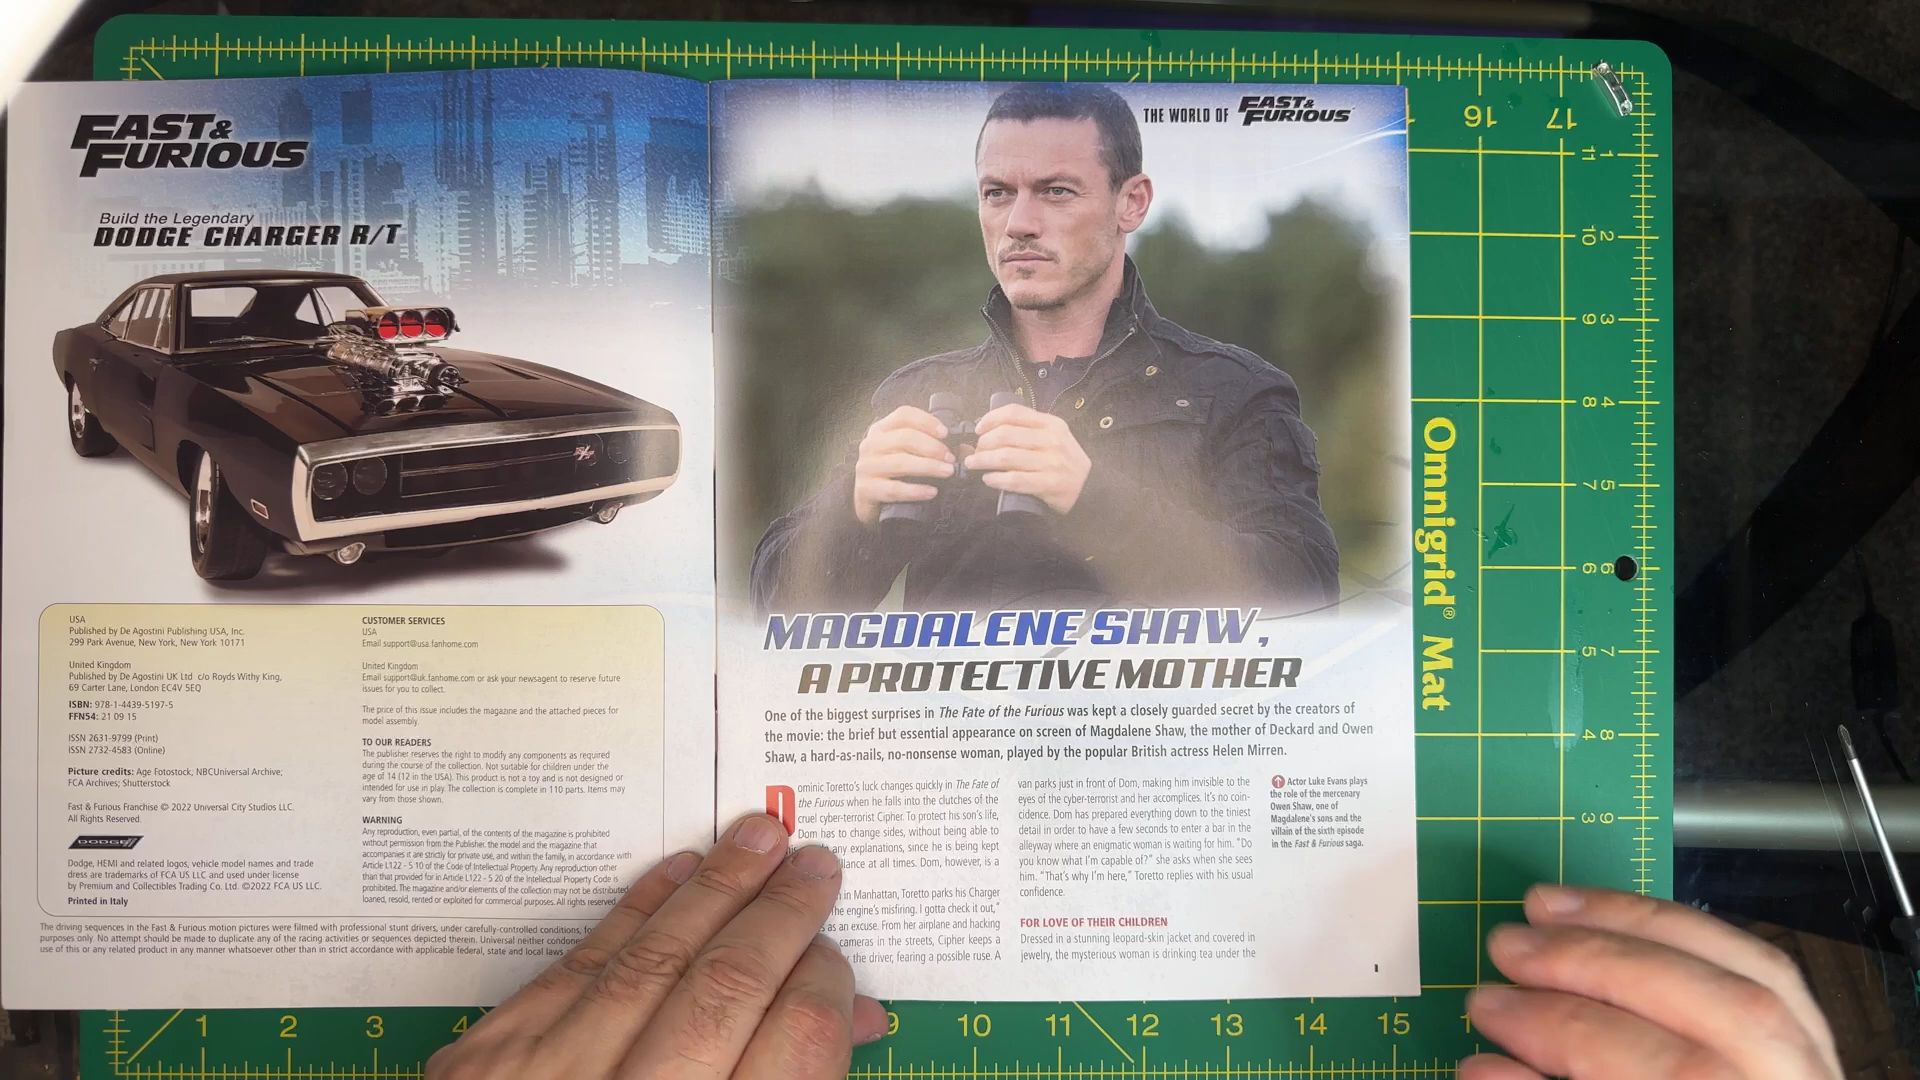 FAST &
FURIOUS
Build the Legendary
DODGE CHARGER R/T
R/T
USA
Published by De Agostini Publishing USA, Inc.
299 Park Avenue, New York, New York 10171
United Kingdom
Published by De Agostini UK Ltd c/o Royds Withy King,
69 Carter Lane, London EC4V 5EQ
ISBN: 978-1-4439-5197-5
FFN54: 21 09 15
ISSN 2631-9799 (Print)
ISSN 2732-4583 (Online)
Picture credits: Age Fotostock; NBCUniversal Archive;
FCA Archives; Shutterstock
Fast & Furious Franchise © 2022 Universal City Studios LLC.
All Rights Reserved.
DODGE
Dodge, HEMI and related logos, vehicle model names and trade
dress are trademarks of FCA US LLC and used under license
by Premium and Collectibles Trading Co. Ltd. ©2022 FCA US LLC.
Printed in Italy
CUSTOMER SERVICES
USA
Email support@usa.fanhome.com
United Kingdom
Email support@uk.fanhome.com or ask your newsagent to reserve future
issues for you to collect.
The price of this issue includes the magazine and the attached pieces for
model assembly.
TO OUR READERS
The publisher reserves the right to modify any components as required
during the course of the collection. Not suitable for children under the
age of 14 (12 in the USA). This product is not a toy and is not designed or
intended for use in play. The collection is complete in 110 parts. Items may
vary from those shown.
WARNING
Any reproduction, even partial, of the contents of the magazine is prohibited
without permission from the Publisher. the model and the magazine that
accompanies it are strictly for private use, and within the family, in accordance with
Article L122 - 5 10 of the Code of Intellectual Property. Any reproduction other
than that provided for in Article L122 - 5 20 of the Intellectual Property Code is
prohibited. The magazine and/or elements of the collection may not be distributed,
loaned, resold, rented or exploited for commercial purposes. All rights reserved.
The driving sequences in the Fast & Furious motion pictures were filmed with professional stunt drivers, under carefully-controlled conditions, for
purposes only. No attempt should be made to duplicate any of the racing activities or sequences depicted therein. Universal neither
use of this or any related product in any manner whatsoever other than in strict accordance with applicable federal, state and local laws
THE WORLD OF FAST & FURIOUS
MAGDALENE SHAW,
A PROTECTIVE MOTHER
One of the biggest surprises in The Fate of the Furious was kept a closely guarded secret by the creators of
the movie: the brief but essential appearance on screen of Magdalene Shaw, the mother of Deckard and Owen
Shaw, a hard-as-nails, no-nonsense woman, played by the popular British actress Helen Mirren.
Dominic Toretto's luck changes quickly in The Fate of
the Furious when he falls into the clutches of the
cruel cyber-terrorist Cipher. To protect his son's life,
Dom has to change sides, without being able to
any explanations, since he is being kept
at all times. Dom, however, is a
in Manhattan, Toretto parks his Charger
engine's misfiring. I gotta check it out,"
as an excuse. From her airplane and hacking
cameras in the streets, Cipher keeps a
the driver, fearing a possible ruse. A
van parks just in front of Dom, making him invisible to the
eyes of the cyber-terrorist and her accomplices. It's no coin-
cidence. Dom has prepared everything down to the tiniest
detail in order to have a few seconds to enter a bar in the
alleyway where an enigmatic woman is waiting for him. "Do
you know what I'm capable of?" she asks when she sees
him. "That's why I'm here," Toretto replies with his usual
confidence.
FOR LOVE OF THEIR CHILDREN
Dressed in a stunning leopard-skin jacket and covered in
jewelry, the mysterious woman is drinking tea under the
Actor Luke Evans plays
the role of the mercenary
Owen Shaw, one of
Magdalene's sons and the
villain of the sixth episode
in the Fast & Furious saga.
1
Omnigrid® Mat
16 17
11 1
10 2
9 3
8 4
7 5
6 6
5 7
4 8
3 9
1 2 3 4 9 10 11 12 13 14 15